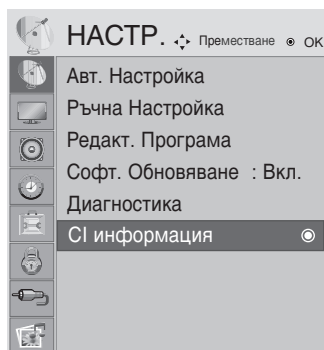 НАСТР. Преместване OK
Авт. Настройка
Ръчна Настройка
Редакт. Програма
Софт. Обновяване : Вкл.
Диагностика
CI информация